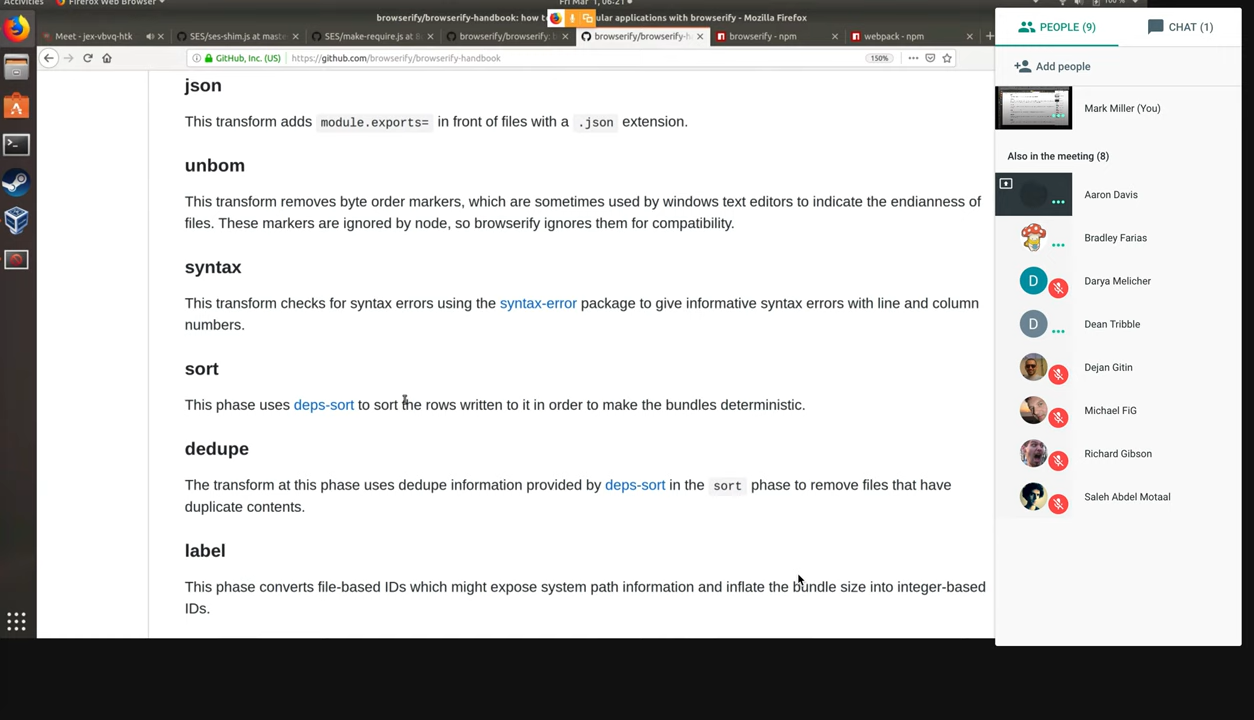 Activities
Firefox Web Browser
Fri Mar 1, 06:21
100 %
browserify/browserify-handbook: how t
ular applications with browserify - Mozilla Firefox
Meet - jex-vbvq-htk
SES/ses-shim.js at maste
SES/make-require.js at
browserify/browserify: b
browserify/browserify-h
browserify - npm
webpack - npm
GitHub, Inc. (US)
https://github.com/browserify/browserify-handbook
150%
json
This transform adds module.exports= in front of files with a .json extension.
unbom
This transform removes byte order markers, which are sometimes used by windows text editors to indicate the endianness of
files. These markers are ignored by node, so browserify ignores them for compatibility.
syntax
This transform checks for syntax errors using the syntax-error package to give informative syntax errors with line and column
numbers.
sort
This phase uses deps-sort to sort the rows written to it in order to make the bundles deterministic.
dedupe
The transform at this phase uses dedupe information provided by deps-sort in the sort phase to remove files that have
duplicate contents.
label
This phase converts file-based IDs which might expose system path information and inflate the bundle size into integer-based
IDs.
PEOPLE (9)
CHAT (1)
Add people
Mark Miller (You)
Also in the meeting (8)
Aaron Davis
Bradley Farias
D
Darya Melicher
D
Dean Tribble
Dejan Gitin
Michael FiG
Richard Gibson
Saleh Abdel Motaal